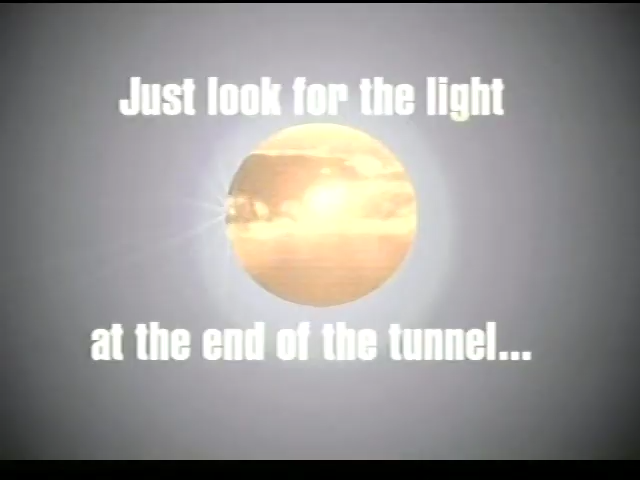 Just look for the light
at the end of the tunnel...